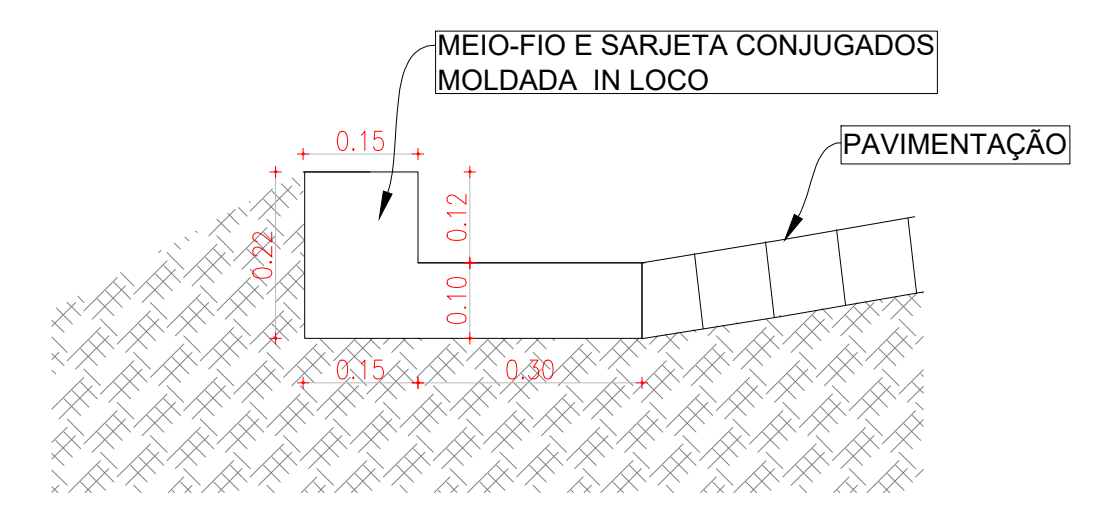 MEIO-FIO E SARJETA CONJUGADOS
MOLDADA IN LOCO
PAVIMENTAÇÃO
0.15
0.12
0.22
0.10
0.15
0.30